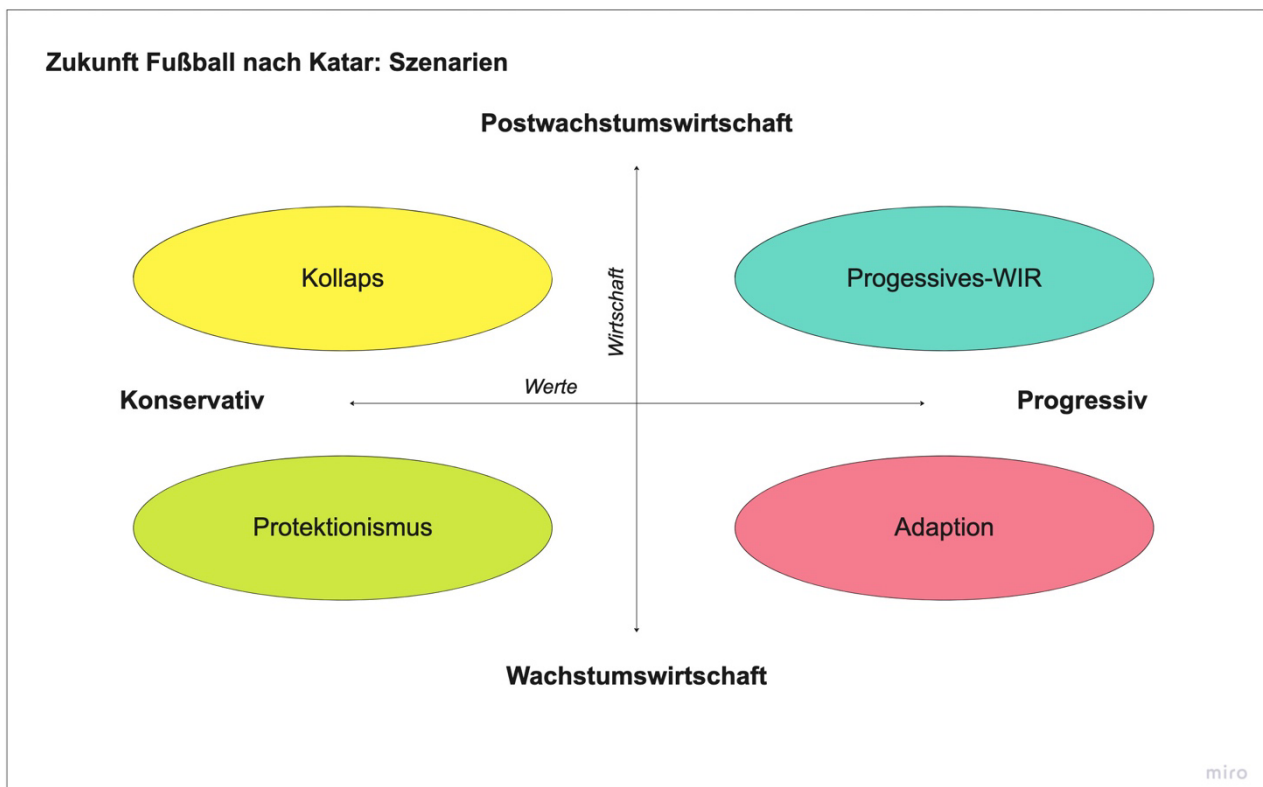 Zukunft Fußball nach Katar: Szenarien
Postwachstumswirtschaft
Kollaps
Wirtschaft
Progessives-WIR
Konservativ
Werte
Progressiv
Protektionismus
Adaption
Wachstumswirtschaft
miro